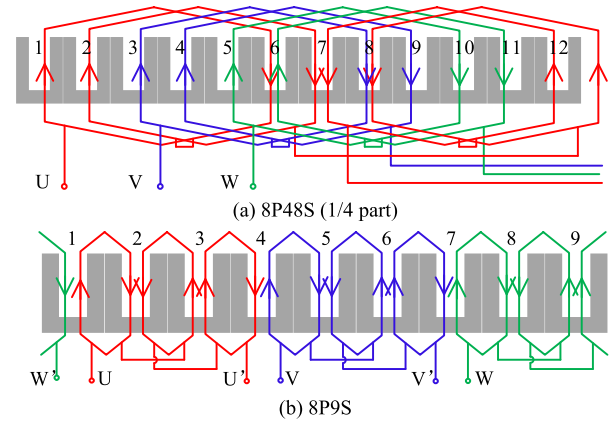 1 2 3 4 5 6 7 8 9 10 11 12
U V W
(a) 8P48S (1/4 part)
1 2 3 4 5 6 7 8 9
W' U U' V V' W
(b) 8P9S